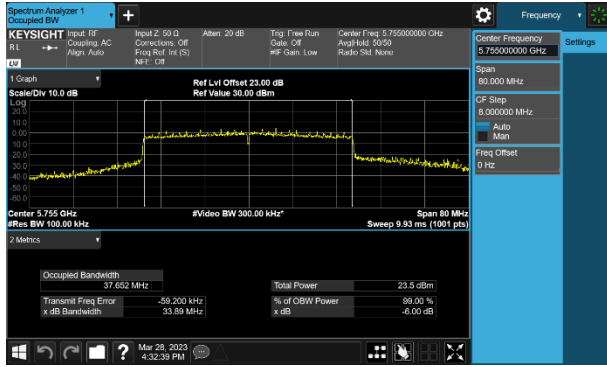 Spectrum Analyzer 1
Occupied BW
+
Frequency
KEYSIGHT
Input: RF
Coupling: AC
Align: Auto
Input Z: 50 Ω
Corrections: Off
Freq Ref: Int (S)
NFE: Off
Atten: 20 dB
Trig: Free Run
Gate: Off
#IF Gain: Low
Center Freq: 5.755000000 GHz
Avg|Hold: 50/50
Radio Std: None
RL
Center Frequency
5.755000000 GHz
Settings
Span
80.000 MHz
CF Step
8.000000 MHz
Auto
Man
Freq Offset
0 Hz
1 Graph
Scale/Div 10.0 dB
Ref Lvl Offset 23.00 dB
Ref Value 30.00 dBm
Log
20.0
10.0
0.00
-10.0
-20.0
-30.0
-40.0
-50.0
-60.0
Center 5.755 GHz
#Res BW 100.00 kHz
#Video BW 300.00 kHz*
Span 80 MHz
Sweep 9.93 ms (1001 pts)
2 Metrics
Occupied Bandwidth
37.652 MHz
Total Power
23.5 dBm
Transmit Freq Error
-59.200 kHz
% of OBW Power
99.00 %
x dB Bandwidth
33.89 MHz
x dB
-6.00 dB
?
Mar 28, 2023
4:32:39 PM